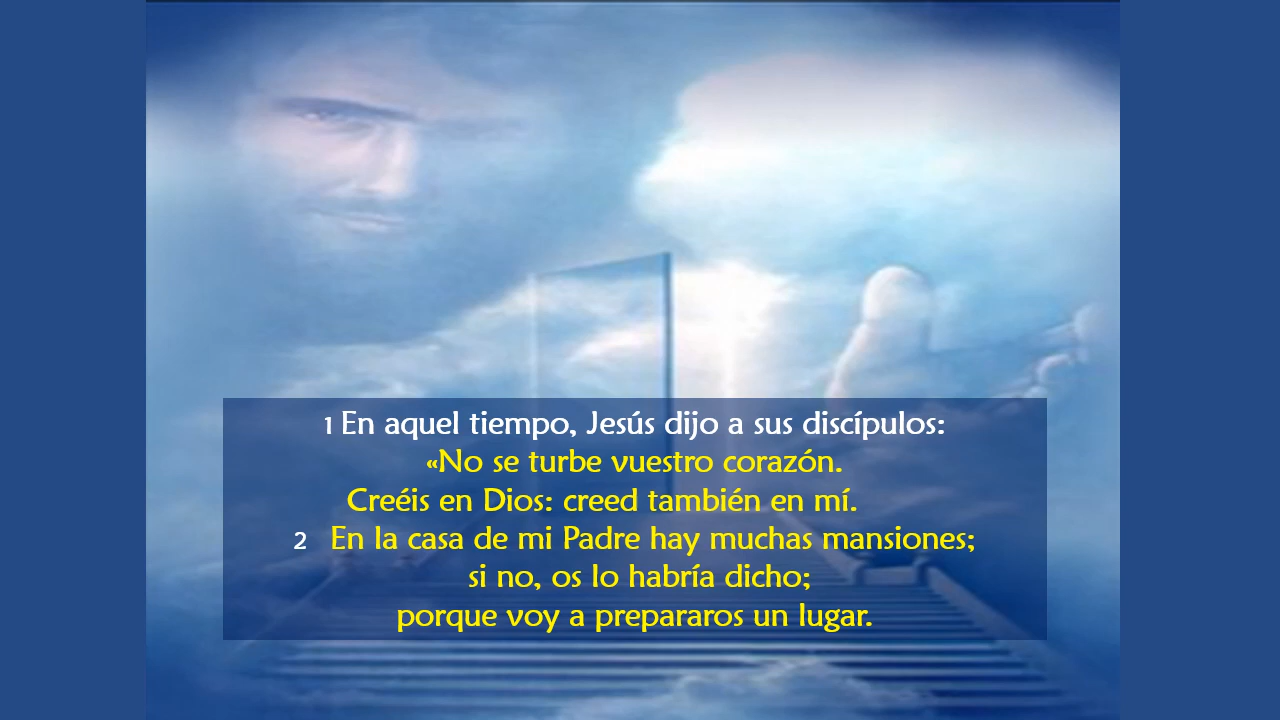 1 En aquel tiempo, Jesús dijo a sus discípulos:
«No se turbe vuestro corazón.
Creéis en Dios: creed también en mí.
2 En la casa de mi Padre hay muchas mansiones;
si no, os lo habría dicho;
porque voy a prepararos un lugar.